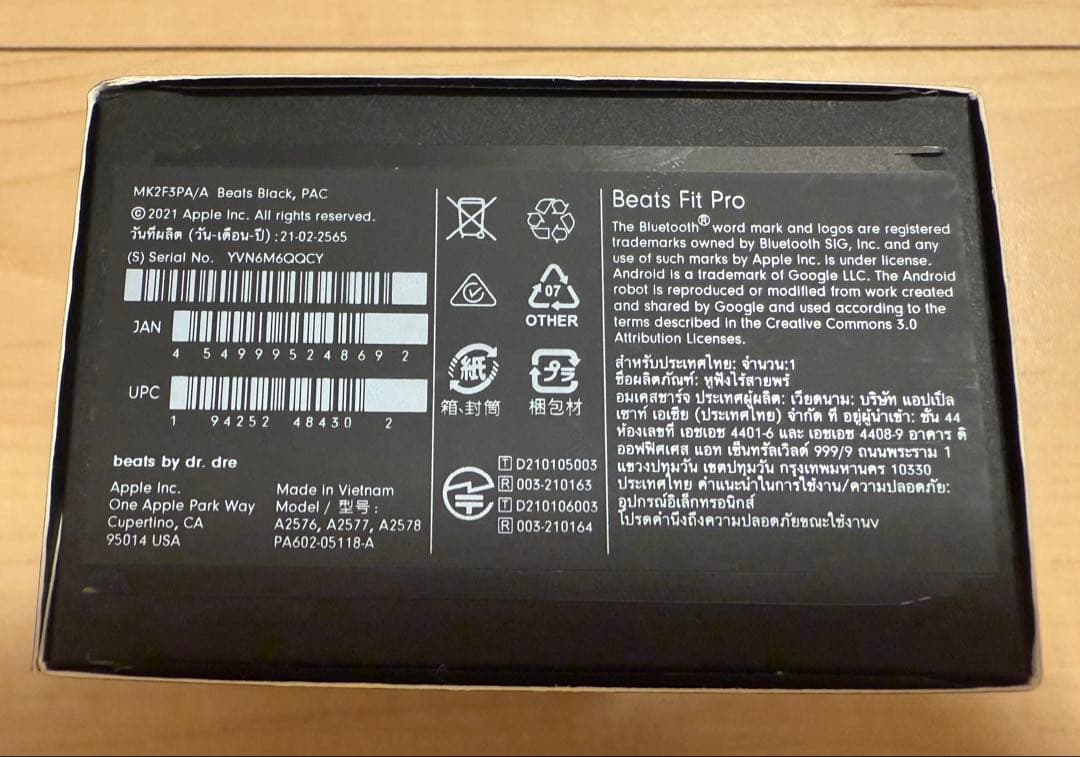 MK2F3PA/A Beats Black, PAC
©2021 Apple Inc. All rights reserved.
วันที่ผลิต (วัน-เดือน-ปี) :21-02-2565
(S) Serial No. YVN6M6QQCY
JAN
4 549995 248692
UPC
1 94252 48430 2
beats by dr. dre
Apple Inc.
One Apple Park Way
Cupertino, CA
95014 USA
Made in Vietnam
Model / 型号 :
A2576, A2577, A2578
PA602-05118-A
07
OTHER
紙
箱、封筒
プラ
梱包材
T D210105003
R 003-210163
T D210106003
R 003-210164
Beats Fit Pro
The Bluetooth® word mark and logos are registered
trademarks owned by Bluetooth SIG, Inc. and any
use of such marks by Apple Inc. is under license.
Android is a trademark of Google LLC. The Android
robot is reproduced or modified from work created
and shared by Google and used according to the
terms described in the Creative Commons 3.0
Attribution Licenses.
สำหรับประเทศไทย: จำนวน:1
ชื่อผลิตภัณฑ์: หูฟังไร้สายพร้
อมเคสชาร์จ ประเทศผู้ผลิต: เวียดนาม: บริษัท แอปเปิ้ล
เซาท์ เอเชีย (ประเทศไทย) จำกัด ที่ อยู่ผู้นำเข้า: ชั้น 44
ห้องเลขที่ เอชเอช 4401-6 และ เอชเอช 4408-9 อาคาร ดิ
ออฟฟิศเศส แอท เซ็นทรัลเวิลด์ 999/9 ถนนพระราม 1
แขวงปทุมวัน เขตปทุมวัน กรุงเทพมหานคร 10330
ประเทศไทย คำแนะนำในการใช้งาน/ความปลอดภัย:
อุปกรณ์อิเล็กทรอนิกส์
โปรดคำนึงถึงความปลอดภัยขณะใช้งานv